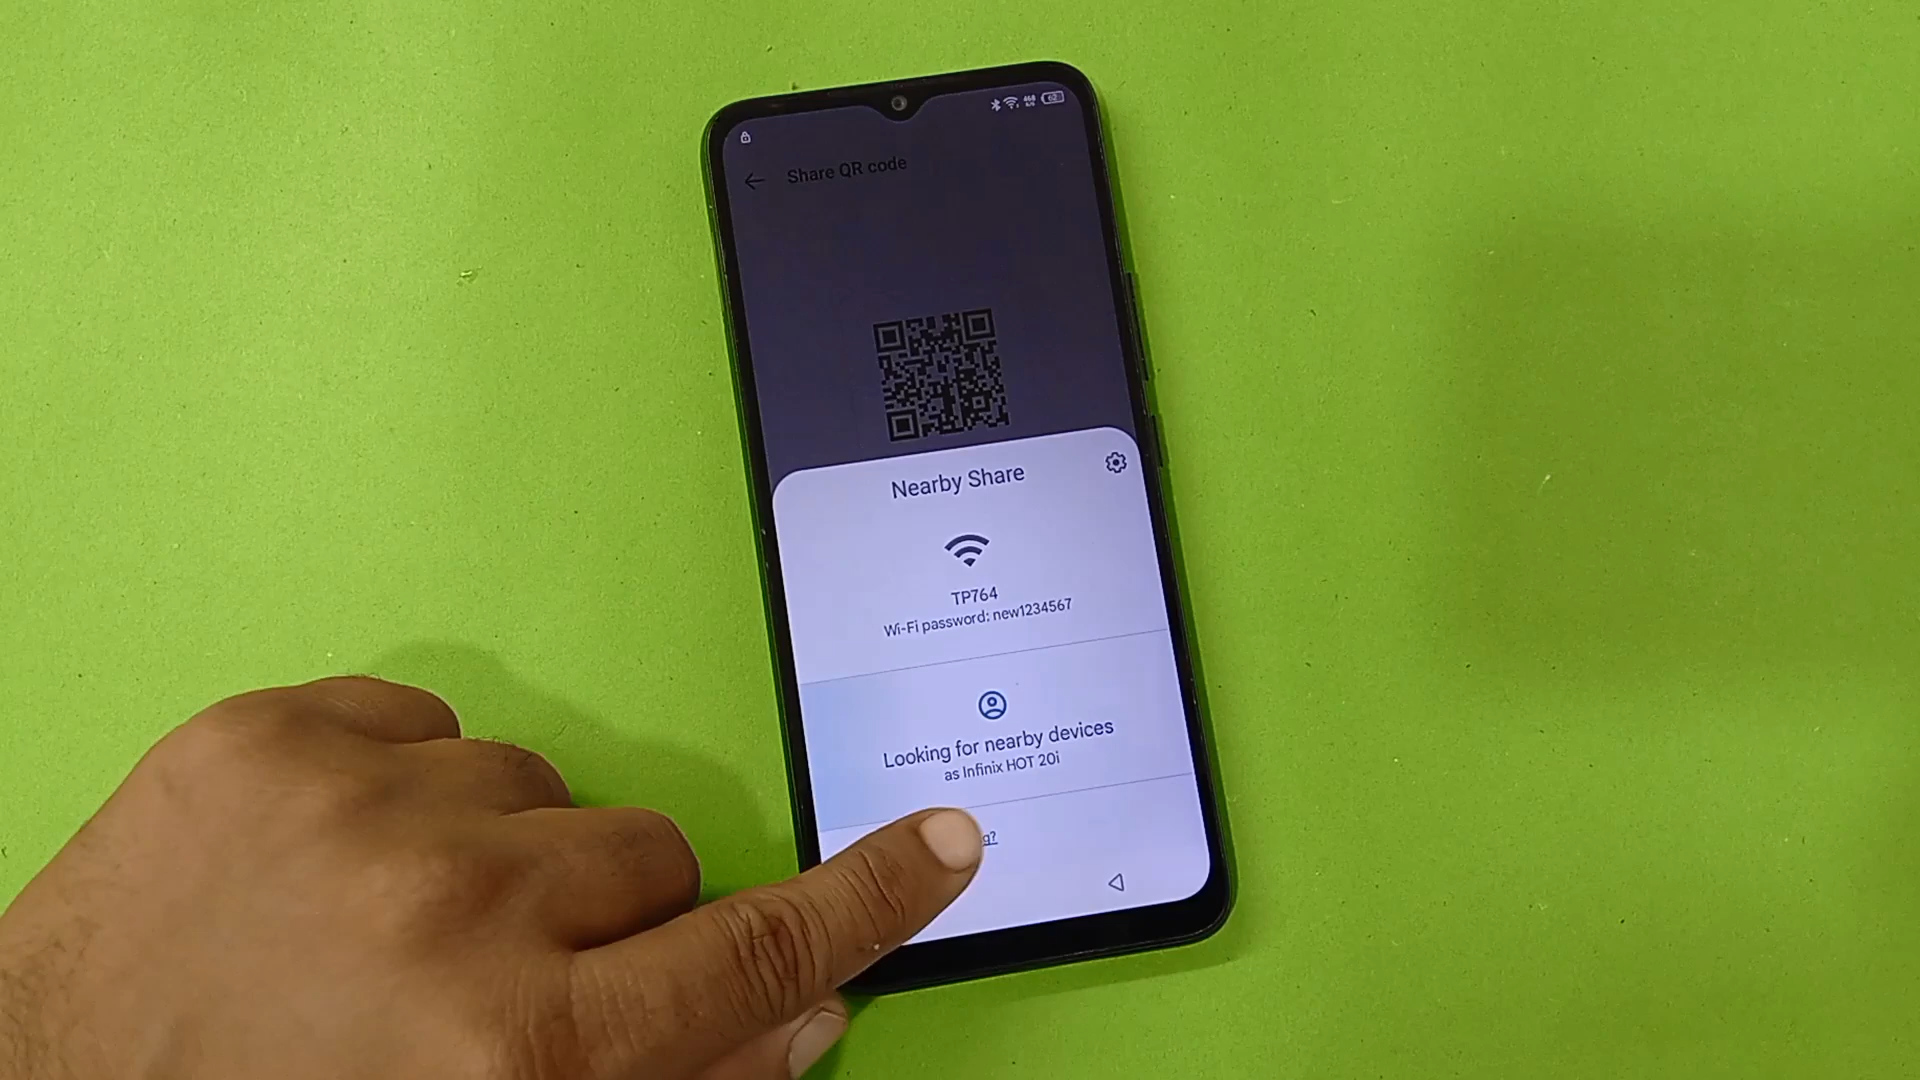 Share QR code
Nearby Share
TP764
Wi-Fi password: new1234567
Looking for nearby devices
as Infinix HOT 20i
g?